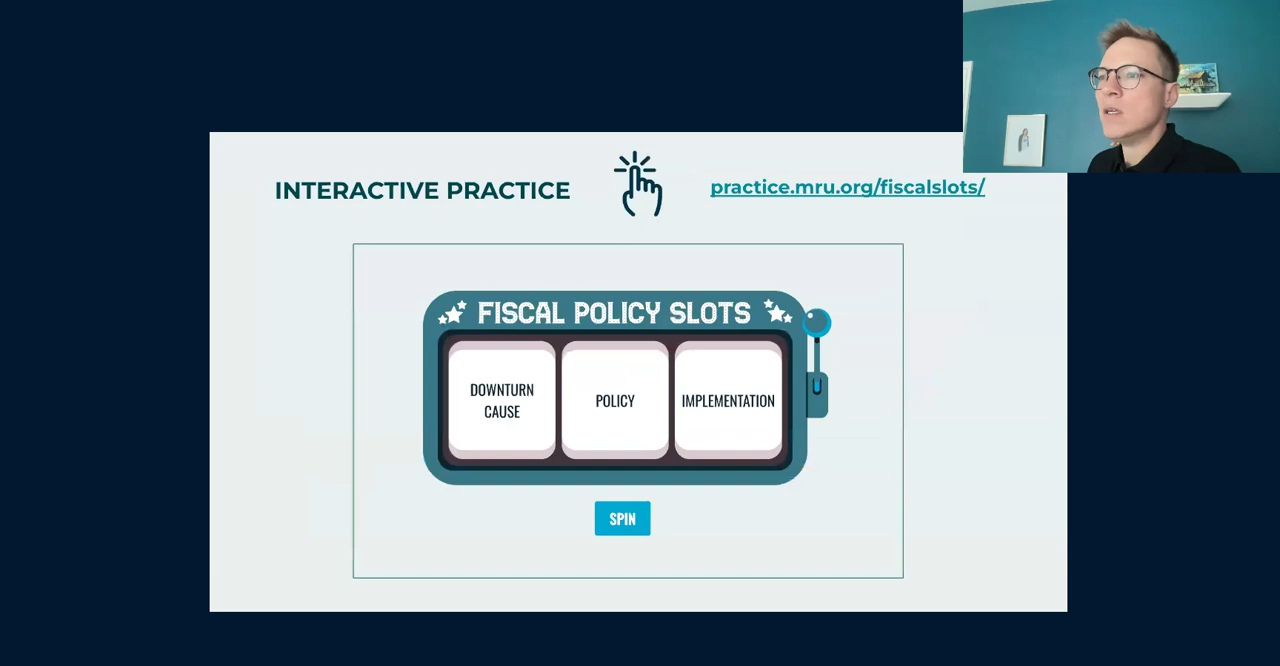 INTERACTIVE PRACTICE
practice.mru.org/fiscalslots/
FISCAL POLICY SLOTS
DOWNTURN
CAUSE
POLICY
IMPLEMENTATION
SPIN